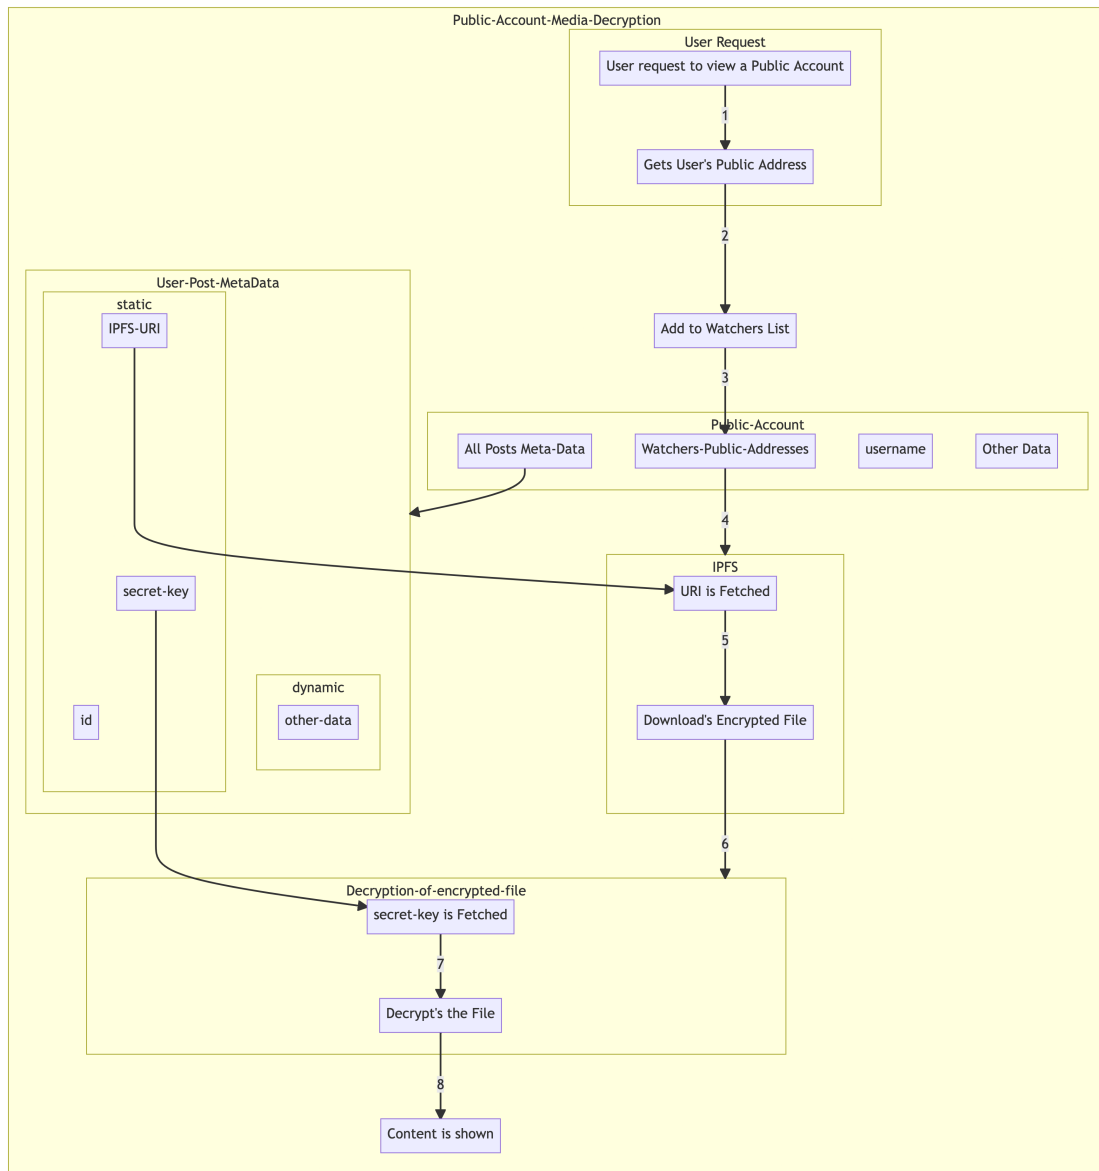 Public-Account-Media-Decryption
User Request
User request to view a Public Account
1
Gets User's Public Address
2
User-Post-MetaData
static
IPFS-URI
Add to Watchers List
3
Public-Account
All Posts Meta-Data
Watchers-Public-Addresses
username
Other Data
4
IPFS
secret-key
URI is Fetched
5
dynamic
id
other-data
Download's Encrypted File
6
Decryption-of-encrypted-file
secret-key is Fetched
7
Decrypt's the File
8
Content is shown